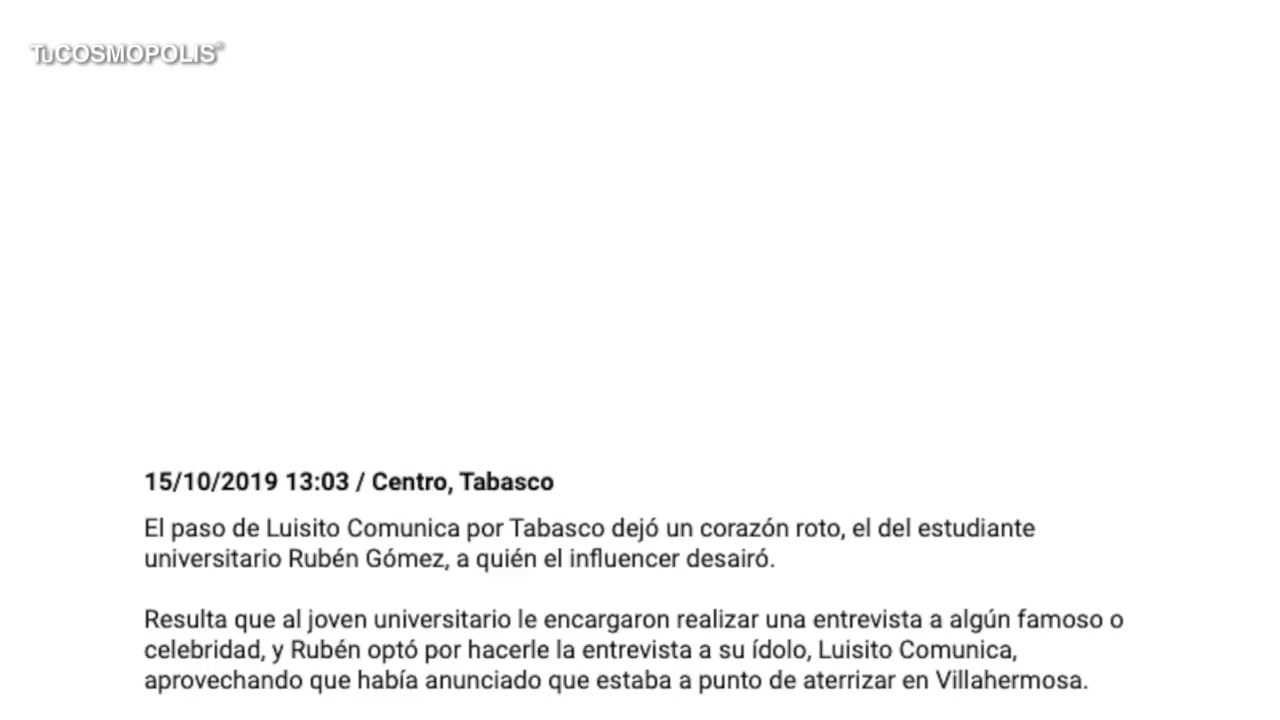 TuCOSMOPOLIS®
15/10/2019 13:03 / Centro, Tabasco
El paso de Luisito Comunica por Tabasco dejó un corazón roto, el del estudiante
universitario Rubén Gómez, a quién el influencer desairó.
Resulta que al joven universitario le encargaron realizar una entrevista a algún famoso o
celebridad, y Rubén optó por hacerle la entrevista a su ídolo, Luisito Comunica,
aprovechando que había anunciado que estaba a punto de aterrizar en Villahermosa.